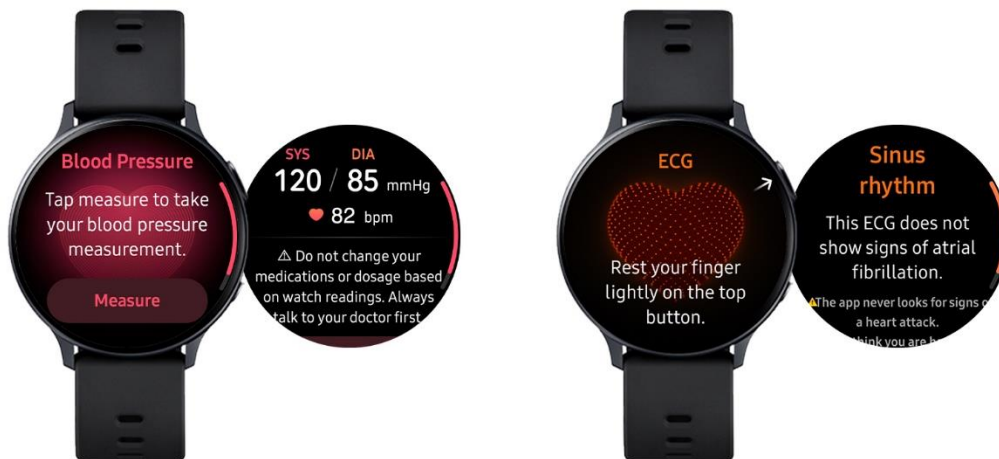 Blood Pressure
Tap measure to take
your blood pressure
measurement.
Measure
SYS DIA
120 / 85 mmHg
82 bpm
⚠ Do not change your
medications or dosage based
on watch readings. Always
talk to your doctor first
ECG
Rest your finger
lightly on the top
button.
Sinus
rhythm
This ECG does not
show signs of atrial
fibrillation.
⚠The app never looks for signs
a heart attack.
think you are